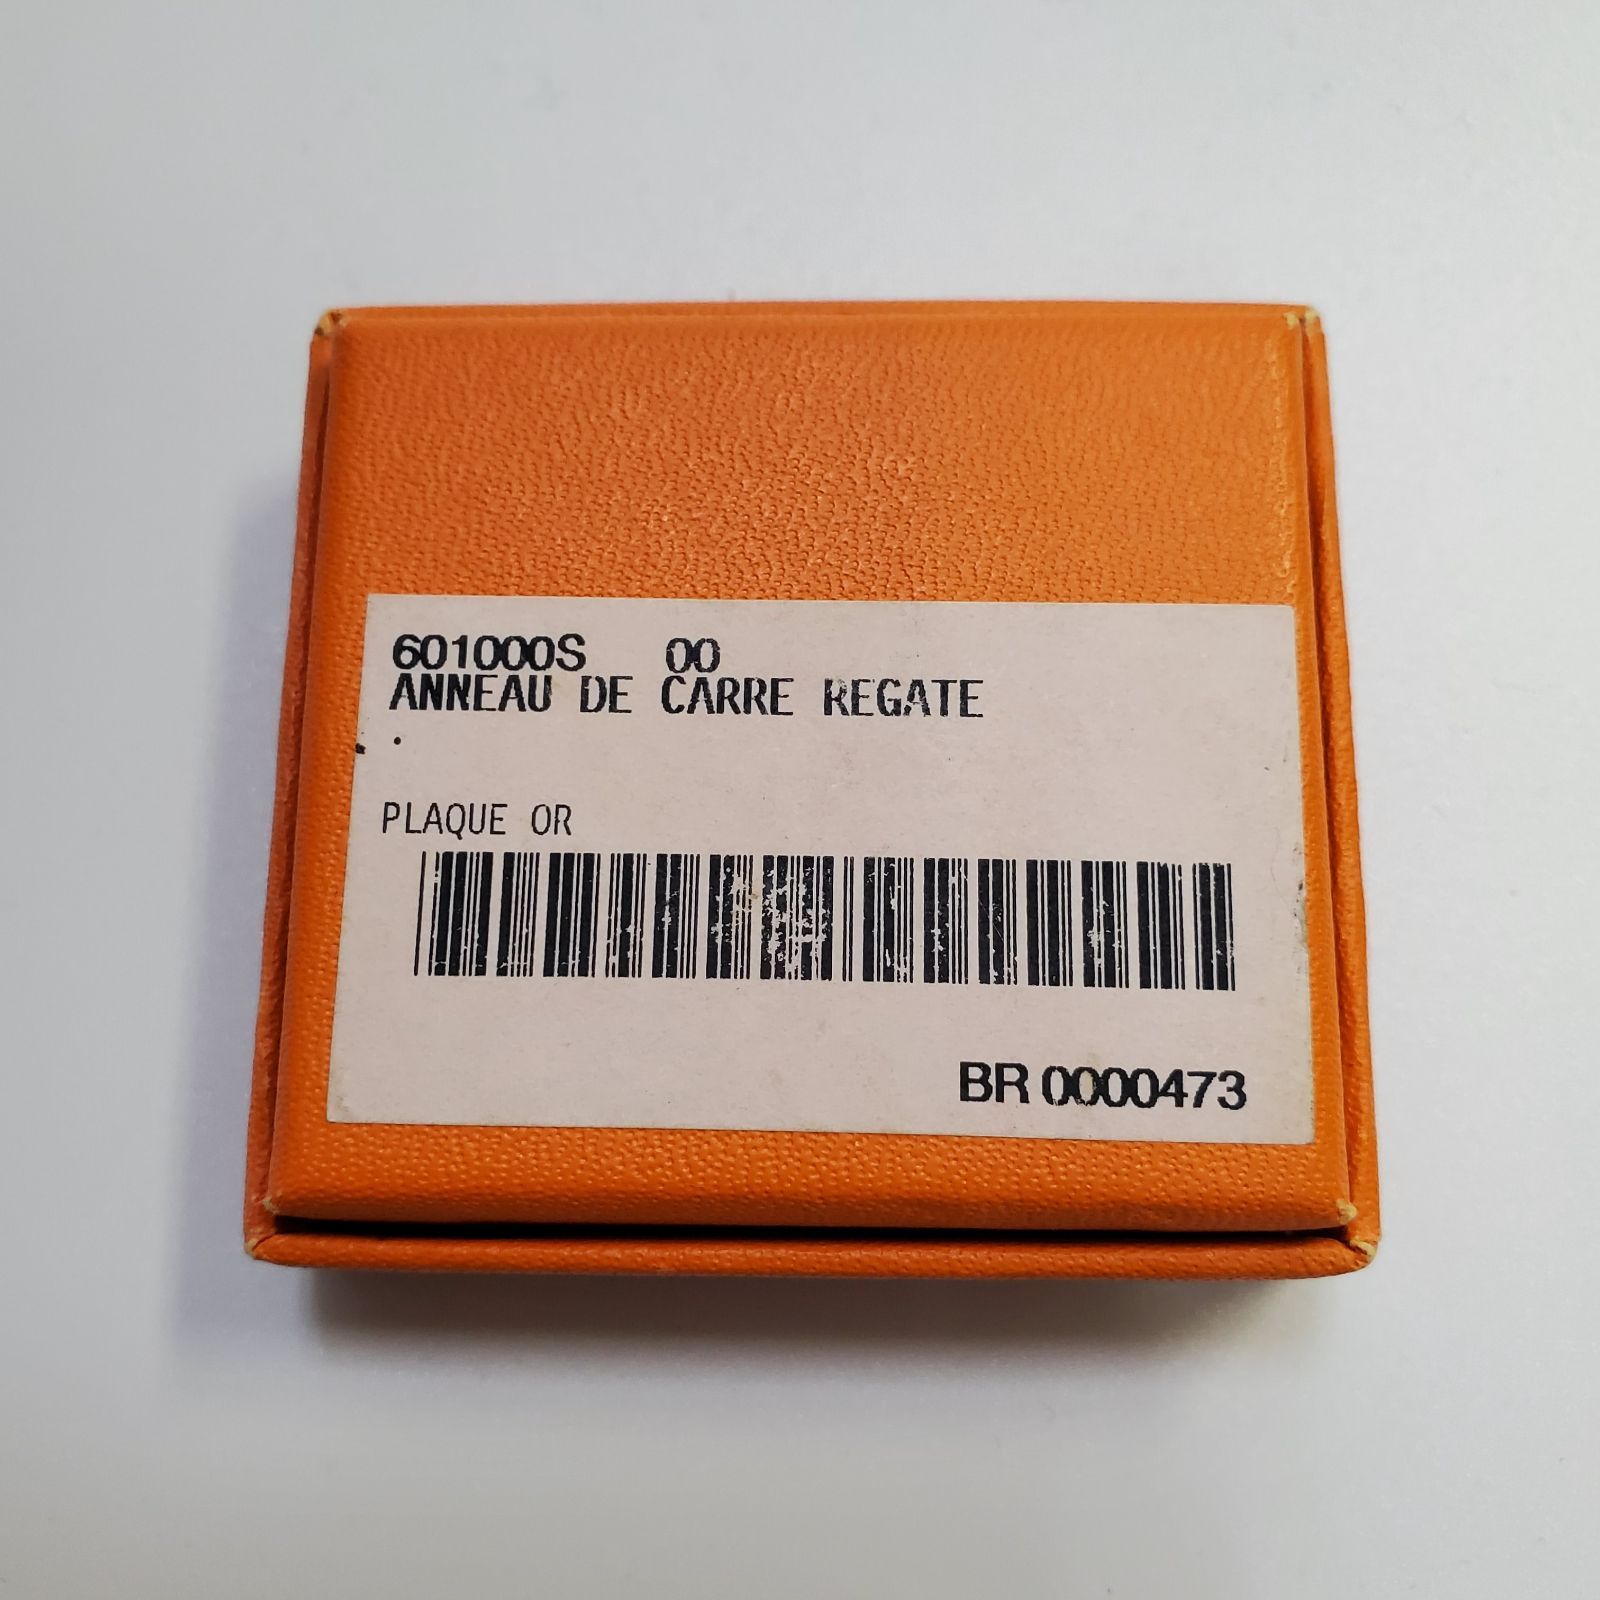 601000S 00
ANNEAU DE CARRE REGATE
.
PLAQUE OR
BR 0000473